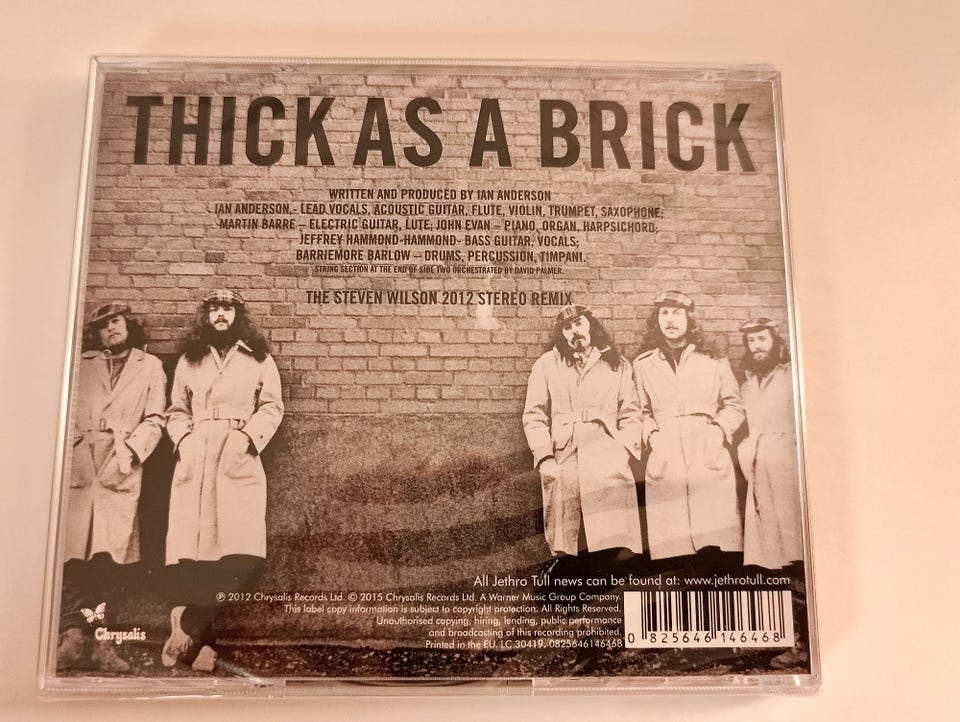 THICK AS A BRICK
WRITTEN AND PRODUCED BY IAN ANDERSON
IAN ANDERSON,- LEAD VOCALS, ACOUSTIC GUITAR, FLUTE, VIOLIN, TRUMPET, SAXOPHONE;
MARTIN BARRE – ELECTRIC GUITAR, LUTE; JOHN EVAN – PIANO, ORGAN, HARPSICHORD;
JEFFREY HAMMOND-HAMMOND- BASS GUITAR, VOCALS;
BARRIEMORE BARLOW – DRUMS, PERCUSSION, TIMPANI.
STRING SECTION AT THE END OF SIDE TWO ORCHESTRATED BY DAVID PALMER.
THE STEVEN WILSON 2012 STEREO REMIX
All Jethro Tull news can be found at: www.jethrotull.com
℗ 2012 Chrysalis Records Ltd. © 2015 Chrysalis Records Ltd. A Warner Music Group Company.
This label copy information is subject to copyright protection. All Rights Reserved.
Unauthorised copying, hiring, lending, public performance
and broadcasting of this recording prohibited.
Printed in the EU. LC 30419. 0825646146468
Chrysalis
0 825646 146468